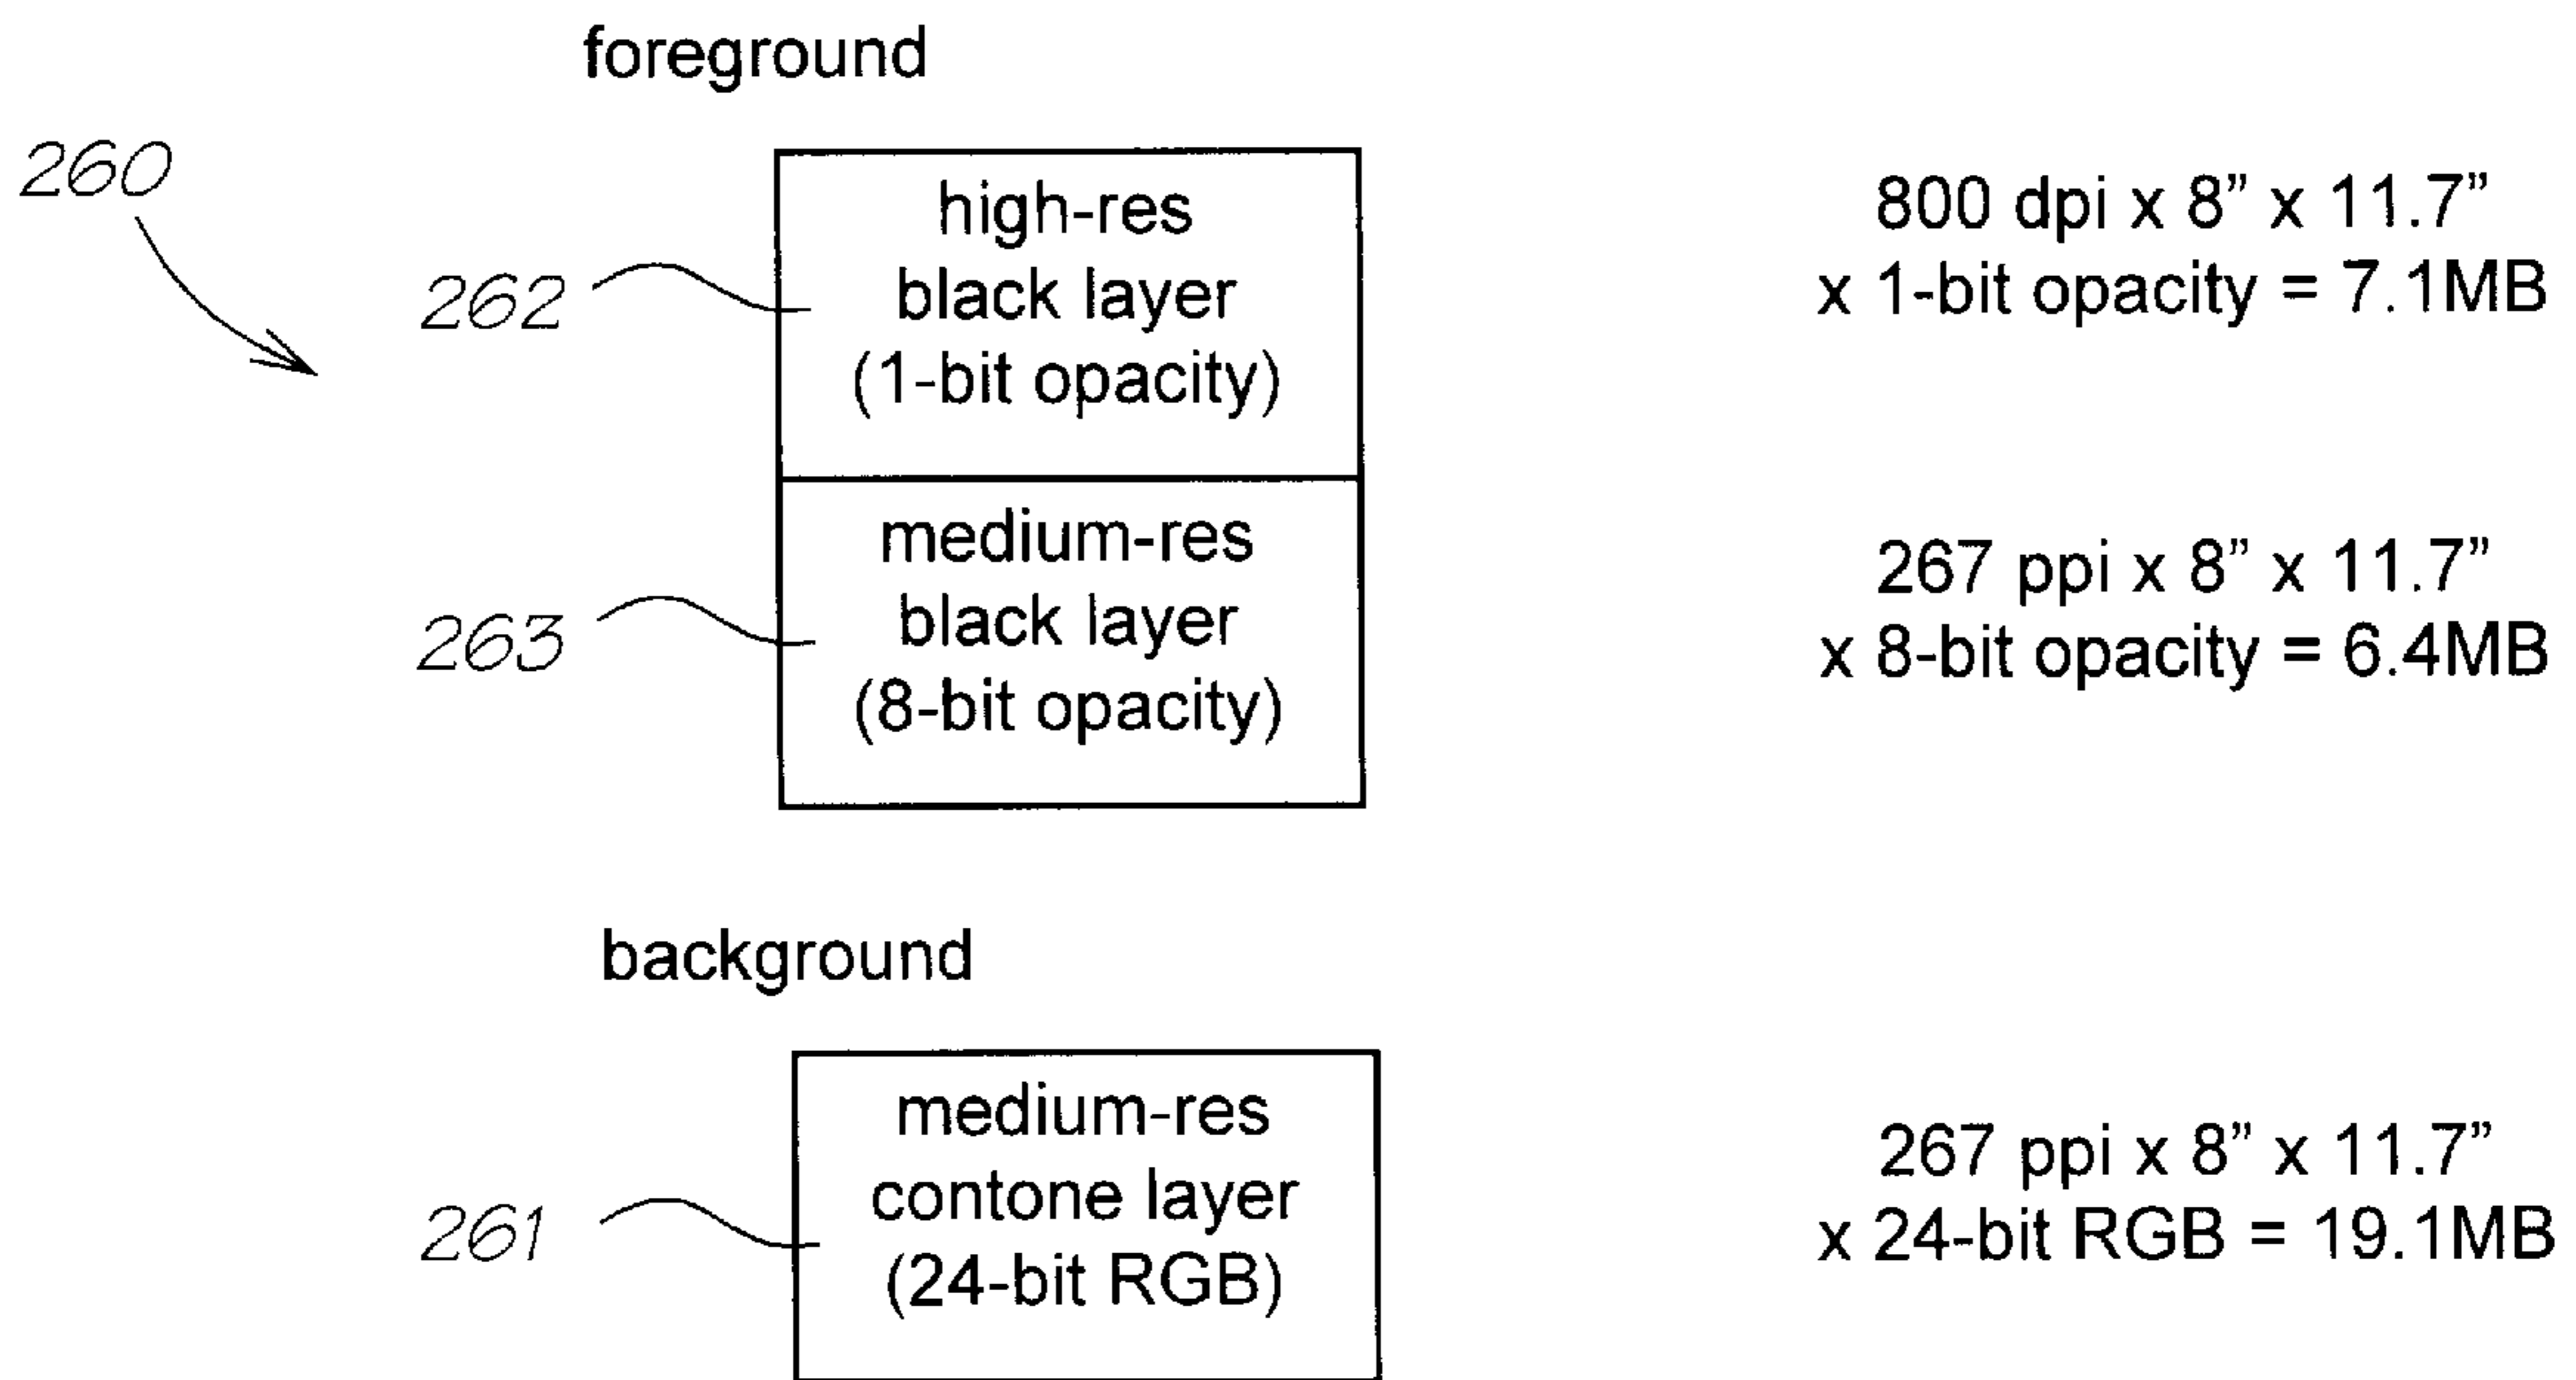 foreground
260
262
high-res
black layer
(1-bit opacity)
800 dpi x 8” x 11.7”
x 1-bit opacity = 7.1MB
263
medium-res
black layer
(8-bit opacity)
267 ppi x 8” x 11.7”
x 8-bit opacity = 6.4MB
background
261
medium-res
contone layer
(24-bit RGB)
267 ppi x 8” x 11.7”
x 24-bit RGB = 19.1MB